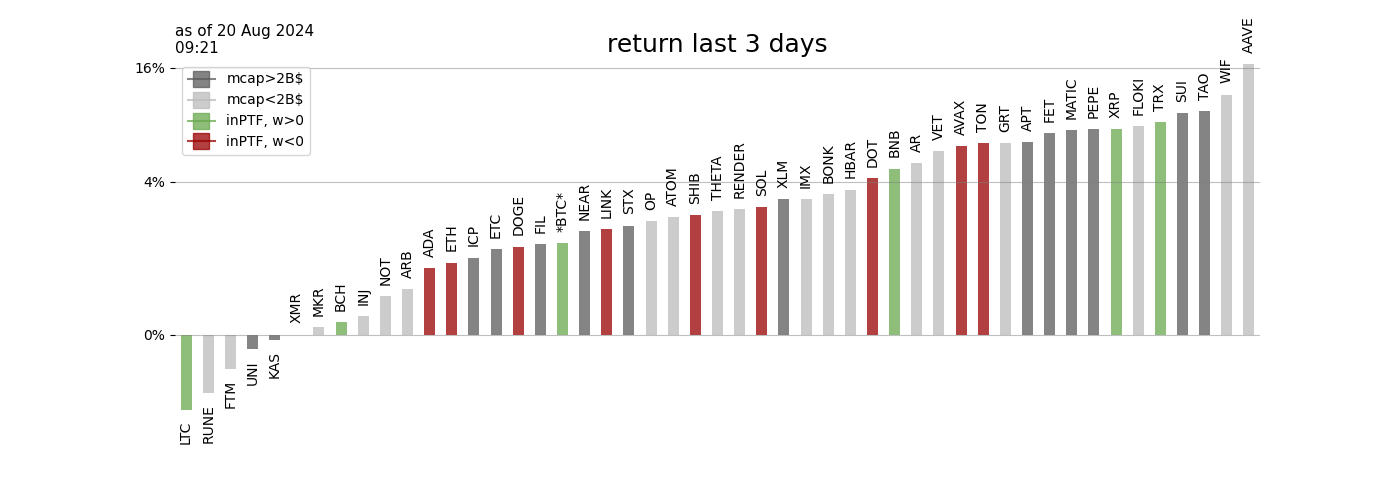 as of 20 Aug 2024
09:21
return last 3 days
16%
4%
0%
mcap>2B$
mcap<2B$
inPTF, w>0
inPTF, w<0
LTC
RUNE
FTM
UNI
KAS
XMR
MKR
BCH
INJ
NOT
ARB
ADA
ETH
ICP
ETC
DOGE
FIL
*BTC*
NEAR
LINK
STX
OP
ATOM
SHIB
THETA
RENDER
SOL
XLM
IMX
BONK
HBAR
DOT
BNB
AR
VET
AVAX
TON
GRT
APT
FET
MATIC
PEPE
XRP
FLOKI
TRX
SUI
TAO
WIF
AAVE